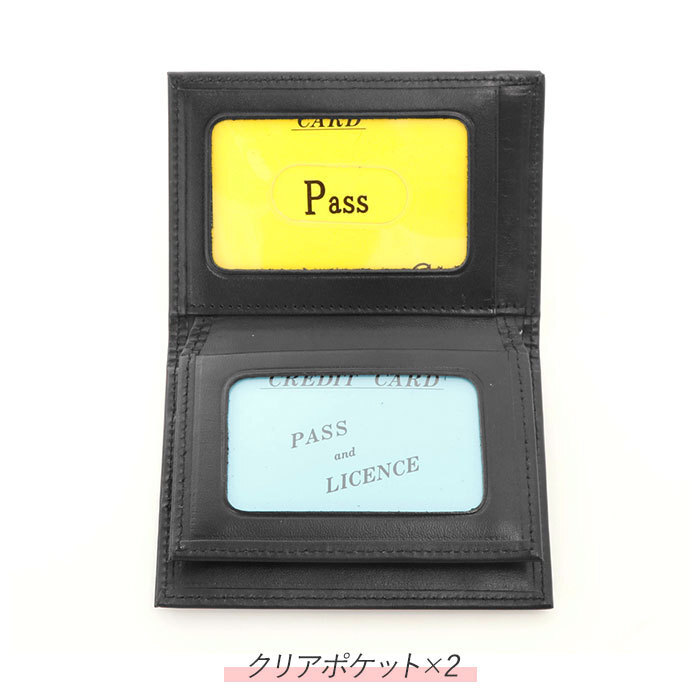 CARD
Pass
CREDIT CARD
PASS
and
LICENCE
クリアポケット×2